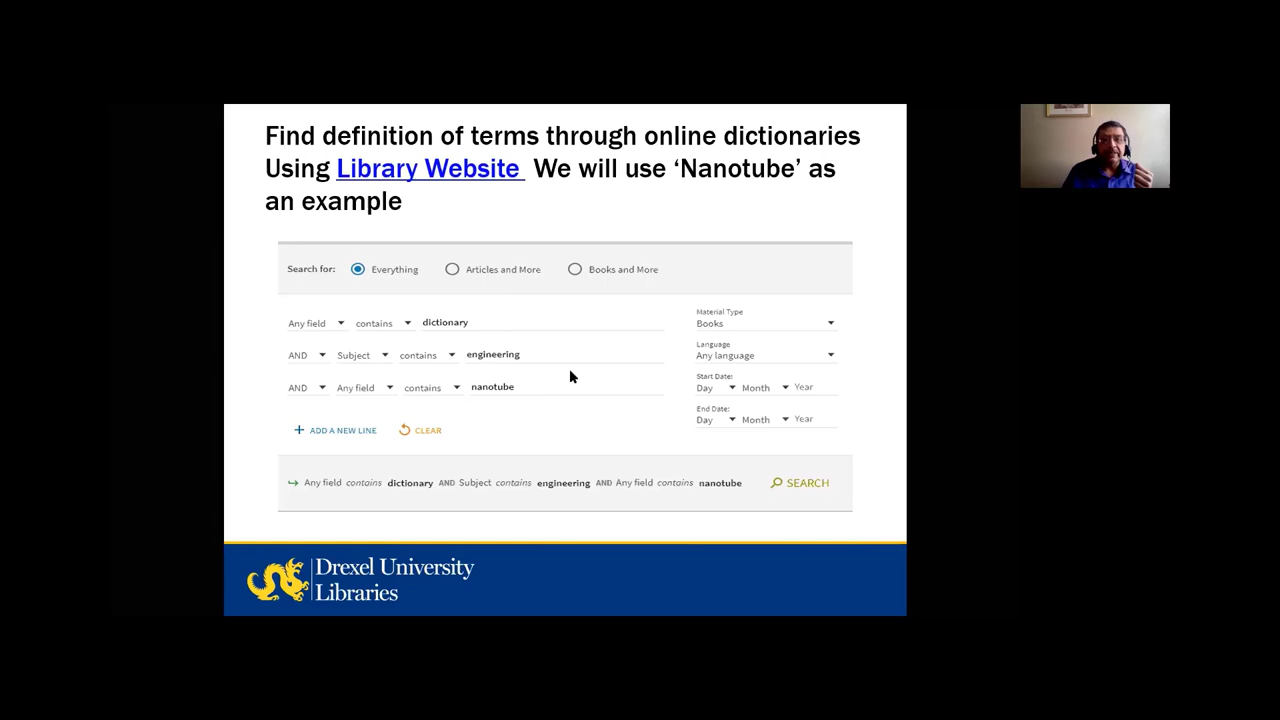 Find definition of terms through online dictionaries
Using Library Website We will use ‘Nanotube’ as
an example
Search for: Everything Articles and More Books and More
Any field contains dictionary
AND Subject contains engineering
AND Any field contains nanotube
+ ADD A NEW LINE CLEAR
Material Type
Books
Language
Any language
Start Date:
Day Month Year
End Date:
Day Month Year
Any field contains dictionary AND Subject contains engineering AND Any field contains nanotube SEARCH
Drexel University
Libraries